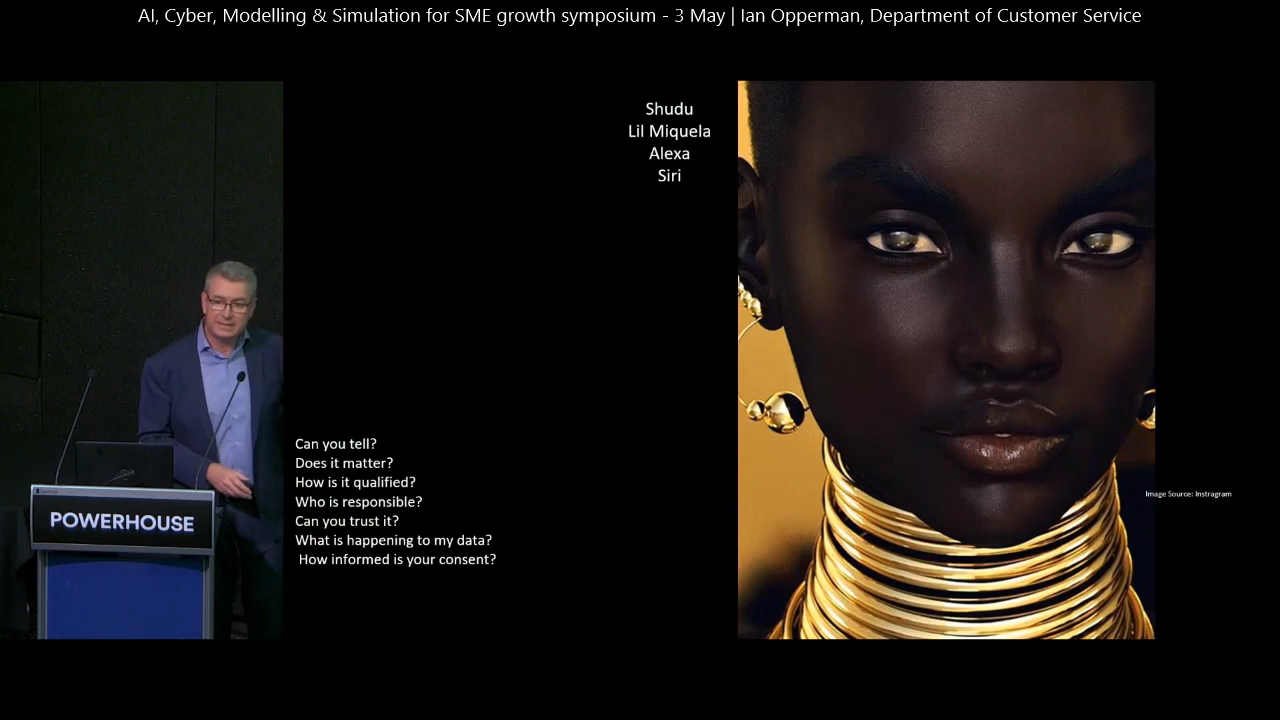 AI, Cyber, Modelling & Simulation for SME growth symposium - 3 May | Ian Opperman, Department of Customer Service
Shudu
Lil Miquela
Alexa
Siri
Can you tell?
Does it matter?
How is it qualified?
Who is responsible?
Can you trust it?
What is happening to my data?
How informed is your consent?
Image Source: Instragram
POWERHOUSE